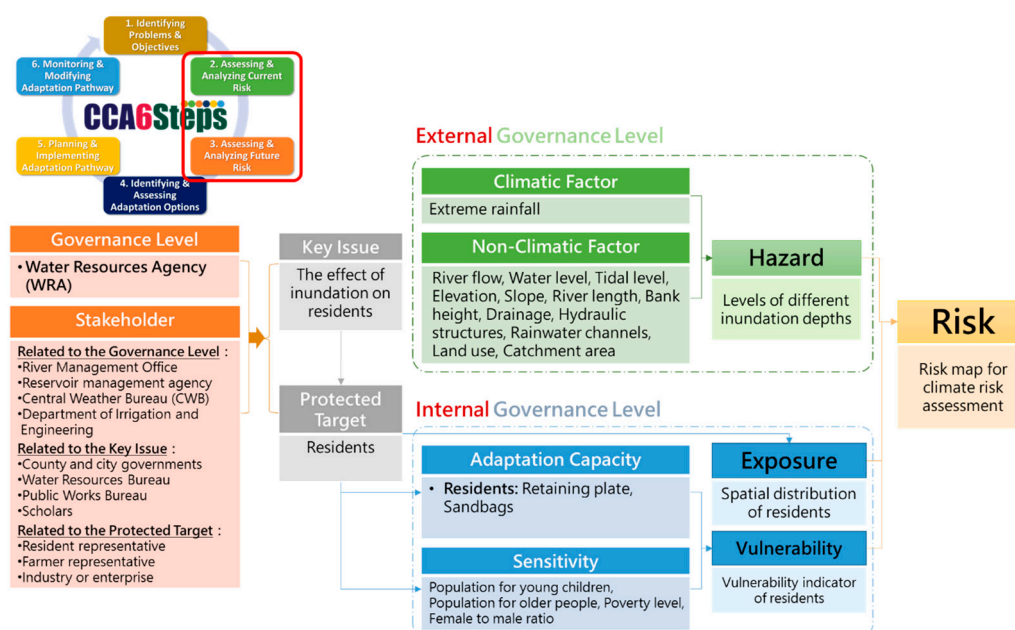 1. Identifying
Problems &
Objectives
2. Assessing &
Analyzing Current
Risk
3. Assessing &
Analyzing Future
Risk
4. Identifying &
Assessing
Adaptation Options
5. Planning &
Implementing
Adaptation Pathway
6. Monitoring &
Modifying
Adaptation Pathway
CCA6Steps
Governance Level
• Water Resources Agency
(WRA)
Stakeholder
Related to the Governance Level :
•River Management Office
•Reservoir management agency
•Central Weather Bureau (CWB)
•Department of Irrigation and
Engineering
Related to the Key Issue :
•County and city governments
•Water Resources Bureau
•Public Works Bureau
•Scholars
Related to the Protected Target :
•Resident representative
•Farmer representative
•Industry or enterprise
Key Issue
The effect of
inundation on
residents
Protected
Target
Residents
External Governance Level
Climatic Factor
Extreme rainfall
Non-Climatic Factor
River flow, Water level, Tidal level,
Elevation, Slope, River length, Bank
height, Drainage, Hydraulic
structures, Rainwater channels,
Land use, Catchment area
Hazard
Levels of different
inundation depths
Internal Governance Level
Adaptation Capacity
• Residents: Retaining plate,
Sandbags
Sensitivity
Population for young children,
Population for older people, Poverty level,
Female to male ratio
Exposure
Spatial distribution
of residents
Vulnerability
Vulnerability indicator
of residents
Risk
Risk map for
climate risk
assessment